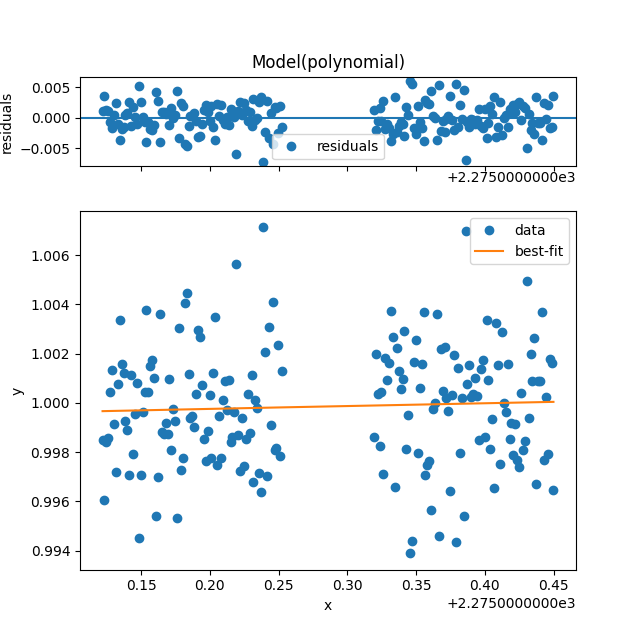 Model(polynomial)
residuals
0.005
0.000
−0.005
residuals
+2.2750000000e3
y
1.006
1.004
1.002
1.000
0.998
0.996
0.994
data
best-fit
0.15 0.20 0.25 0.30 0.35 0.40 0.45
x
+2.2750000000e3